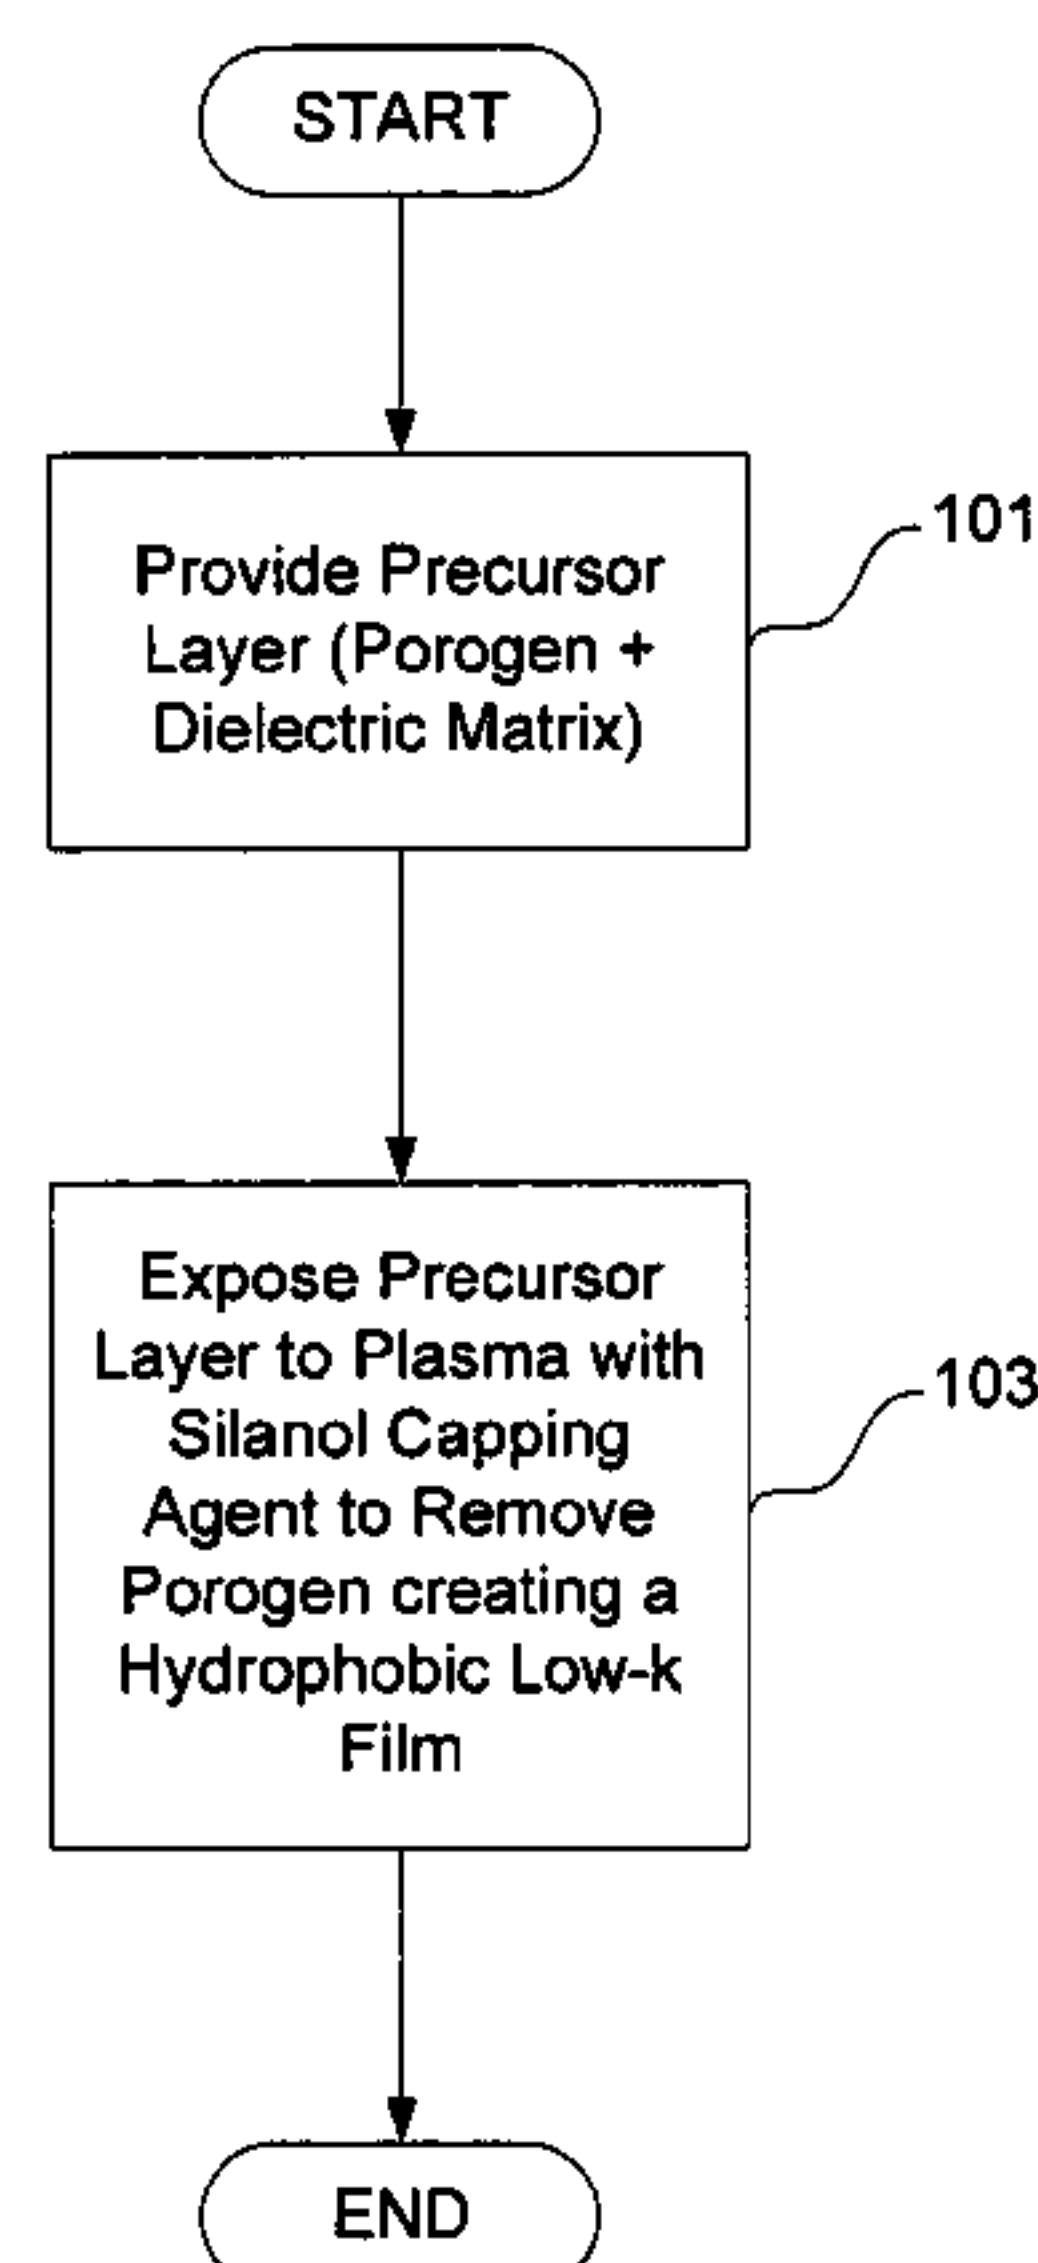 START
Provide Precursor
Layer (Porogen +
Dielectric Matrix)
101
Expose Precursor
Layer to Plasma with
Silanol Capping
Agent to Remove
Porogen creating a
Hydrophobic Low-k
Film
103
END